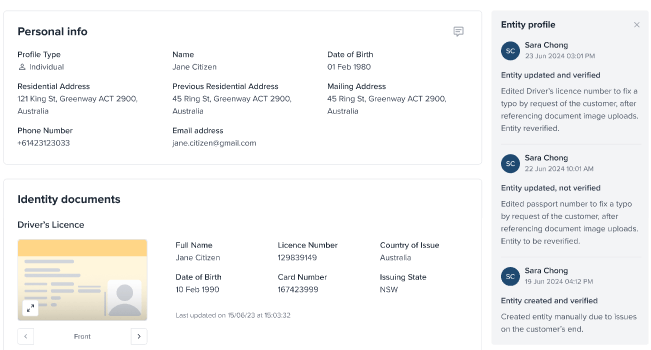 Personal info
Profile Type
Individual
Name
Jane Citizen
Date of Birth
01 Feb 1980
Residential Address
121 King St, Greenway ACT 2900,
Australia
Previous Residential Address
45 Ring St, Greenway ACT 2900,
Australia
Mailing Address
45 Ring St, Greenway ACT 2900,
Australia
Phone Number
+61423123033
Email address
jane.citizen@gmail.com
Identity documents
Driver's Licence
Front
Full Name
Jane Citizen
Licence Number
129839149
Country of Issue
Australia
Date of Birth
10 Feb 1990
Card Number
167423999
Issuing State
NSW
Last updated on 15/08/23 at 15:03:32
Entity profile
SC
Sara Chong
23 Jun 2024 03:01 PM
Entity updated and verified
Edited Driver's licence number to fix a
typo by request of the customer, after
referencing document image uploads.
Entity reverified.
SC
Sara Chong
22 Jun 2024 10:01 AM
Entity updated, not verified
Edited passport number to fix a typo
by request of the customer, after
referencing document image uploads.
Entity to be reverified.
SC
Sara Chong
19 Jun 2024 04:12 PM
Entity created and verified
Created entity manually due to issues
on the customer's end.